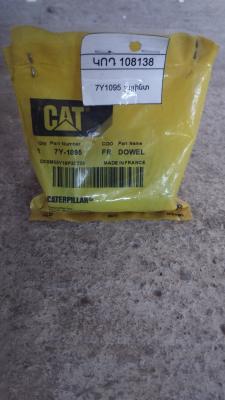 ԿՈԴ 108138
7Y1095
CAT
Qty Part Number COO Part Name
1 7Y-1095 FR DOWEL
MADE IN FRANCE
CATERPILLAR